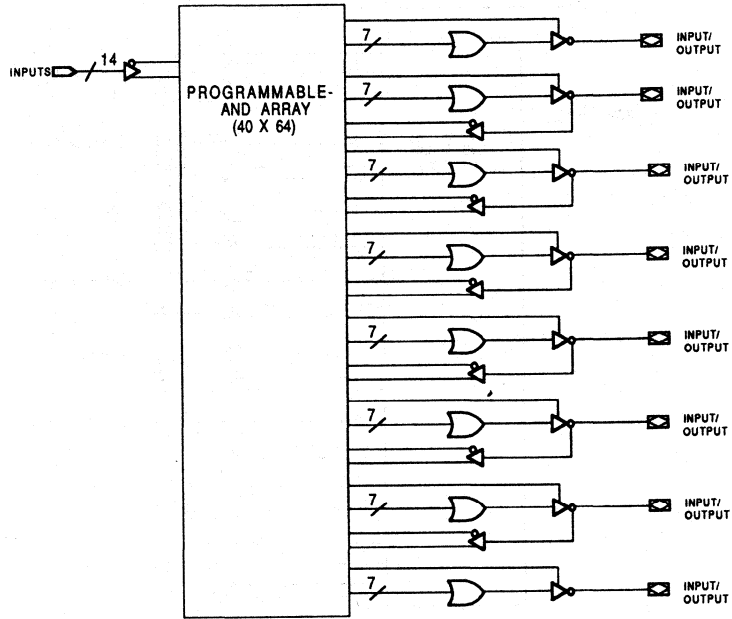 INPUTS
14
PROGRAMMABLE-
AND ARRAY
(40 X 64)
7
INPUT/
OUTPUT
7
INPUT/
OUTPUT
7
INPUT/
OUTPUT
7
INPUT/
OUTPUT
7
INPUT/
OUTPUT
7
INPUT/
OUTPUT
7
INPUT/
OUTPUT
7
INPUT/
OUTPUT